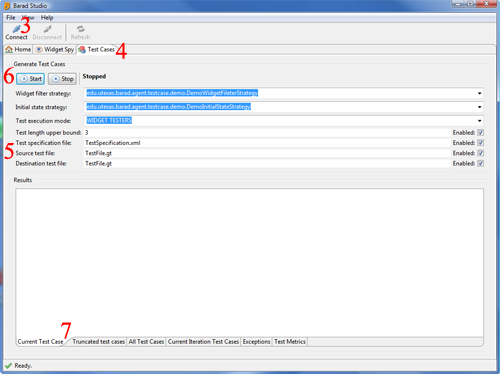 Barad Studio
File View Help
3
Connect Disconnect Refresh
Home Widget Spy Test Cases 4
Generate Test Cases
6 Start Stop Stopped
Widget filter strategy: edu.utexas.barad.agent.testcase.demo.DemoWidgetFileterStrategy
Initial state strategy: edu.utexas.barad.agent.testcase.demo.DemoInitialStateStrategy
Test execution mode: WIDGET TESTERS
Test length upper bound: 3 Enabled:
Test specification file: TestSpecification.xml Enabled:
5 Source test file: TestFile.gt Enabled:
Destination test file: TestFile.gt Enabled:
Results
7
Current Test Case Truncated test cases All Test Cases Current Iteration Test Cases Exceptions Test Metrics
Ready.